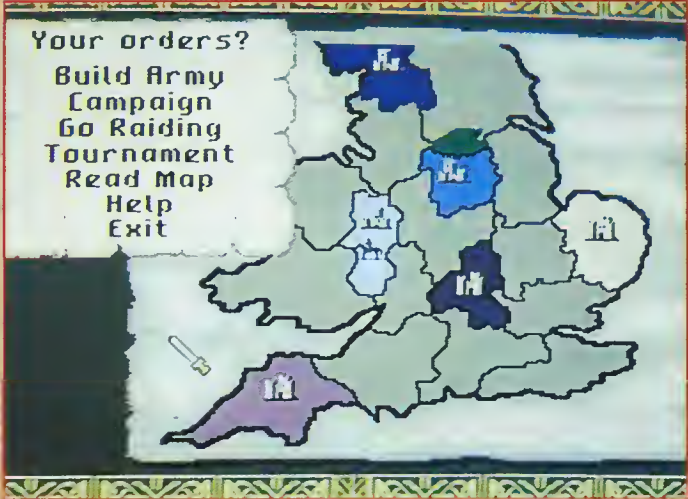 Your orders?
Build Army
Campaign
Go Raiding
Tournament
Read Map
Help
Exit